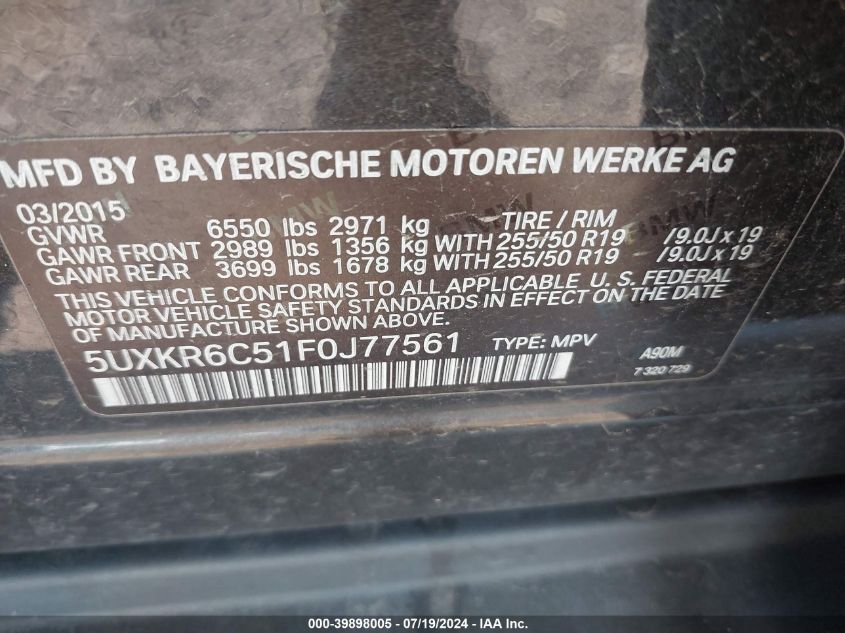 MFD BY BAYERISCHE MOTOREN WERKE AG
03/2015
GVWR 6550 lbs 2971 kg TIRE / RIM
GAWR FRONT 2989 lbs 1356 kg WITH 255/50 R19 /9.0J x 19
GAWR REAR 3699 lbs 1678 kg WITH 255/50 R19 /9.0J x 19
THIS VEHICLE CONFORMS TO ALL APPLICABLE U. S. FEDERAL
MOTOR VEHICLE SAFETY STANDARDS IN EFFECT ON THE DATE
OF MANUFACTURE SHOWN ABOVE.
5UXKR6C51F0J77561 TYPE: MPV A90M
7 320 729
000-39898005 - 07/19/2024 - IAA Inc.